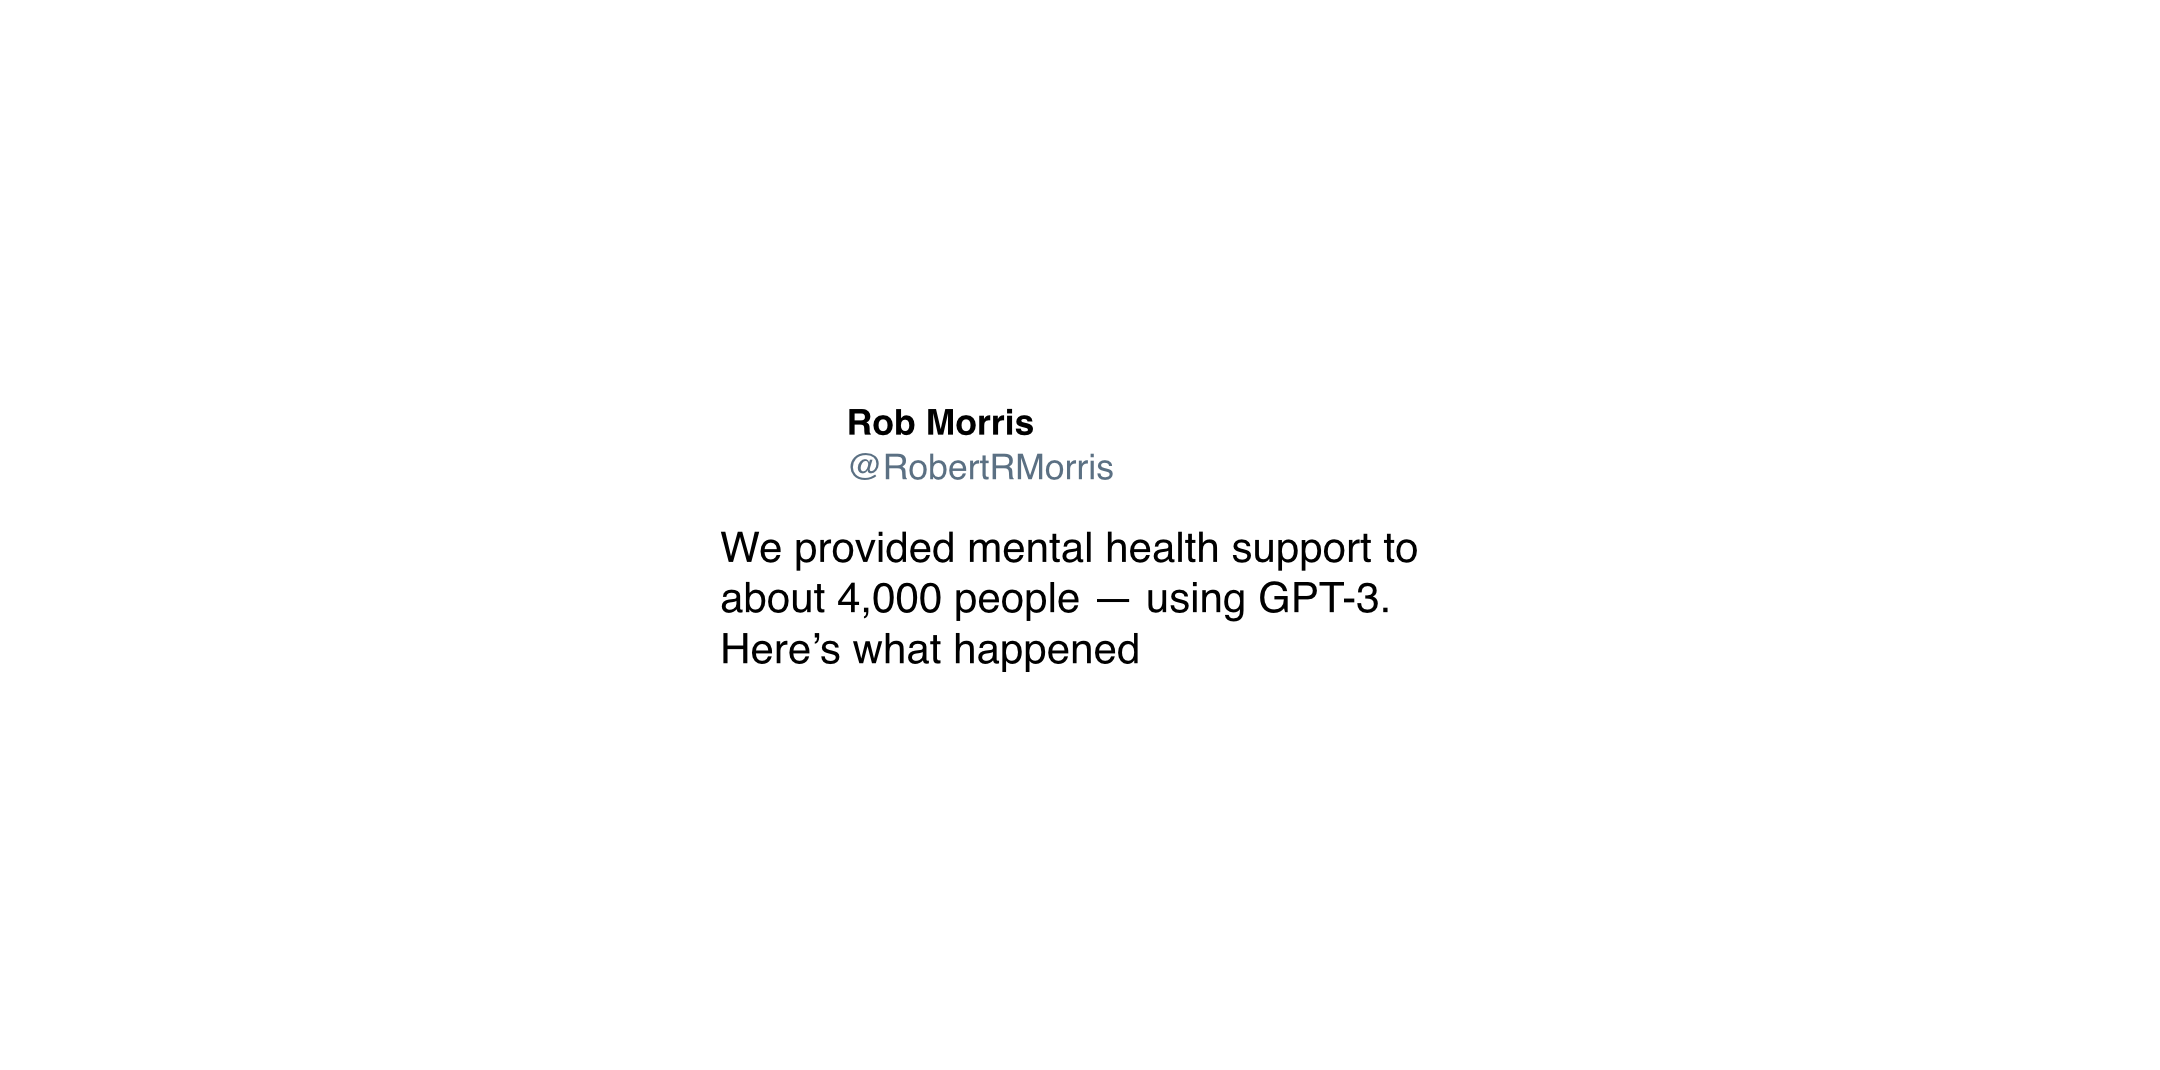 Rob Morris
@RobertRMorris
We provided mental health support to
about 4,000 people — using GPT-3.
Here’s what happened